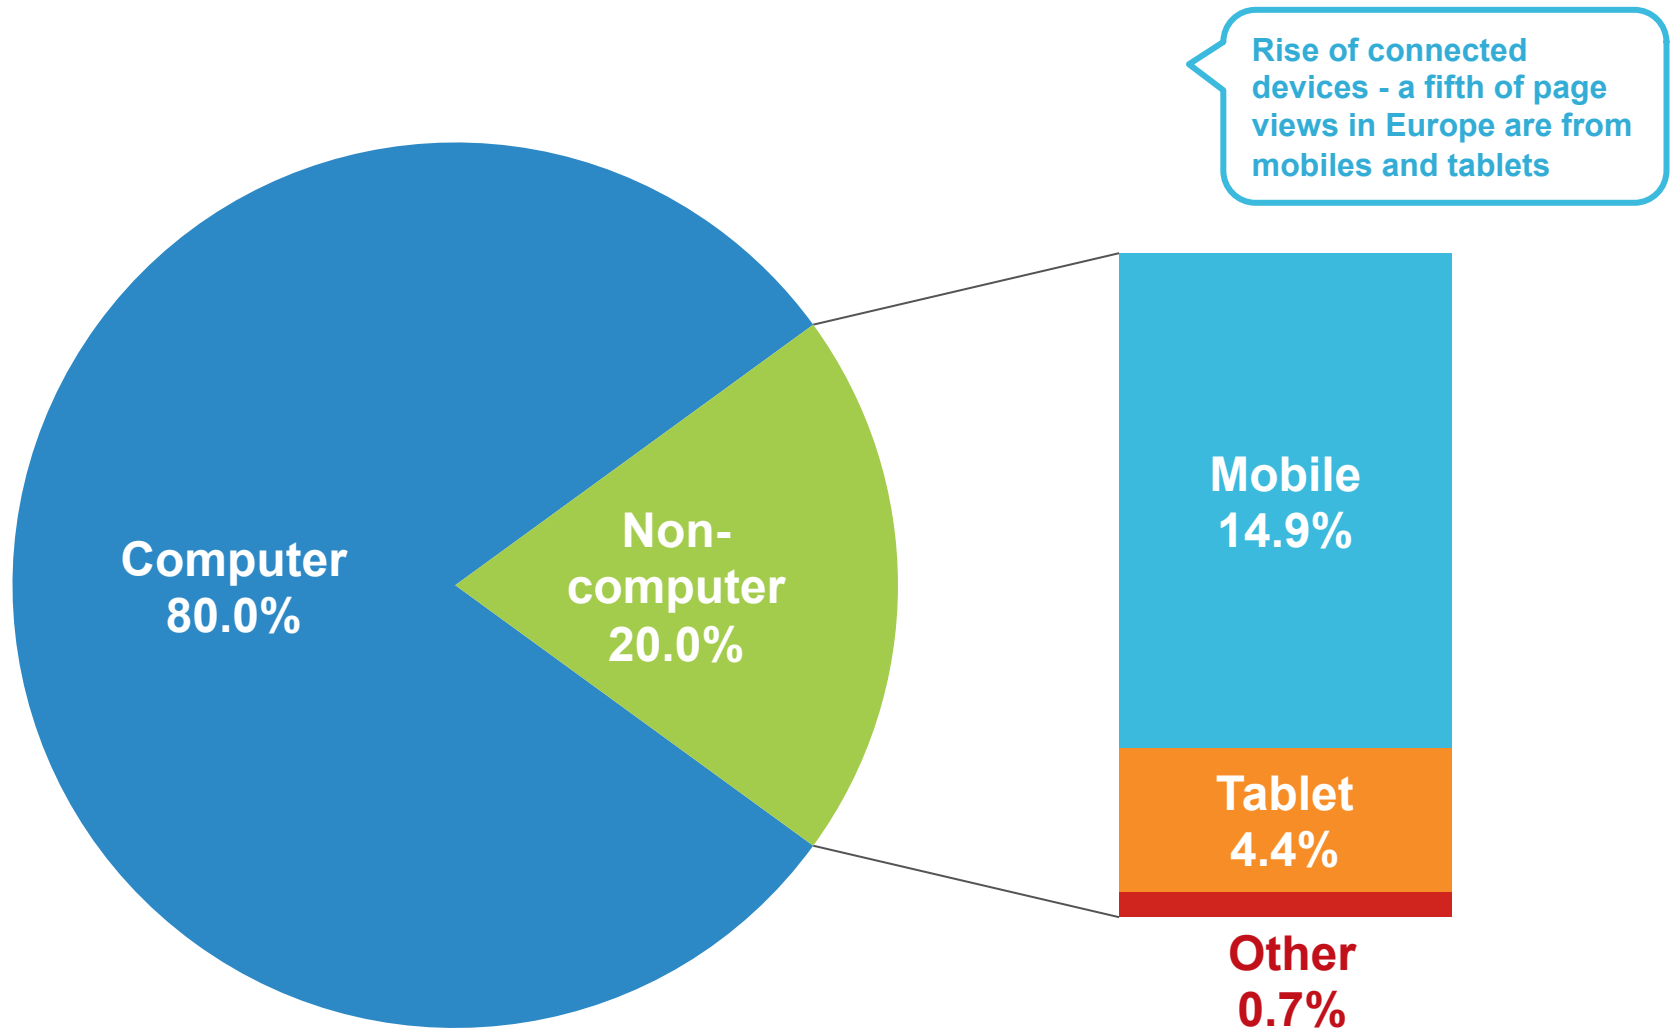 Rise of connected
devices - a fifth of page
views in Europe are from
mobiles and tablets
Computer
80.0%
Non-
computer
20.0%
Mobile
14.9%
Tablet
4.4%
Other
0.7%